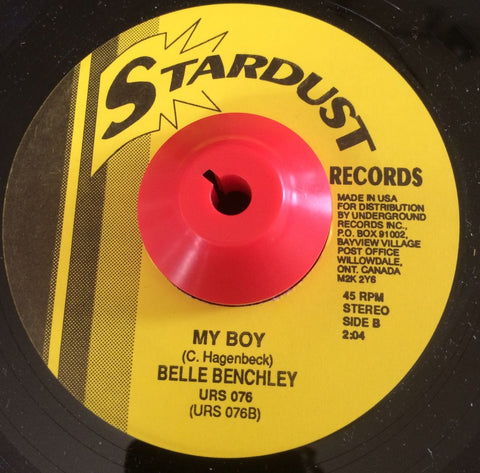 STARDUST
RECORDS
MADE IN USA
FOR DISTRIBUTION
BY UNDERGROUND
RECORDS INC.,
P.O. BOX 91002,
BAYVIEW VILLAGE
POST OFFICE
WILLOWDALE,
ONT. CANADA
M2K 2Y6
45 RPM
STEREO
SIDE B
2:04
MY BOY
(C. Hagenbeck)
BELLE BENCHLEY
URS 076
(URS 076B)